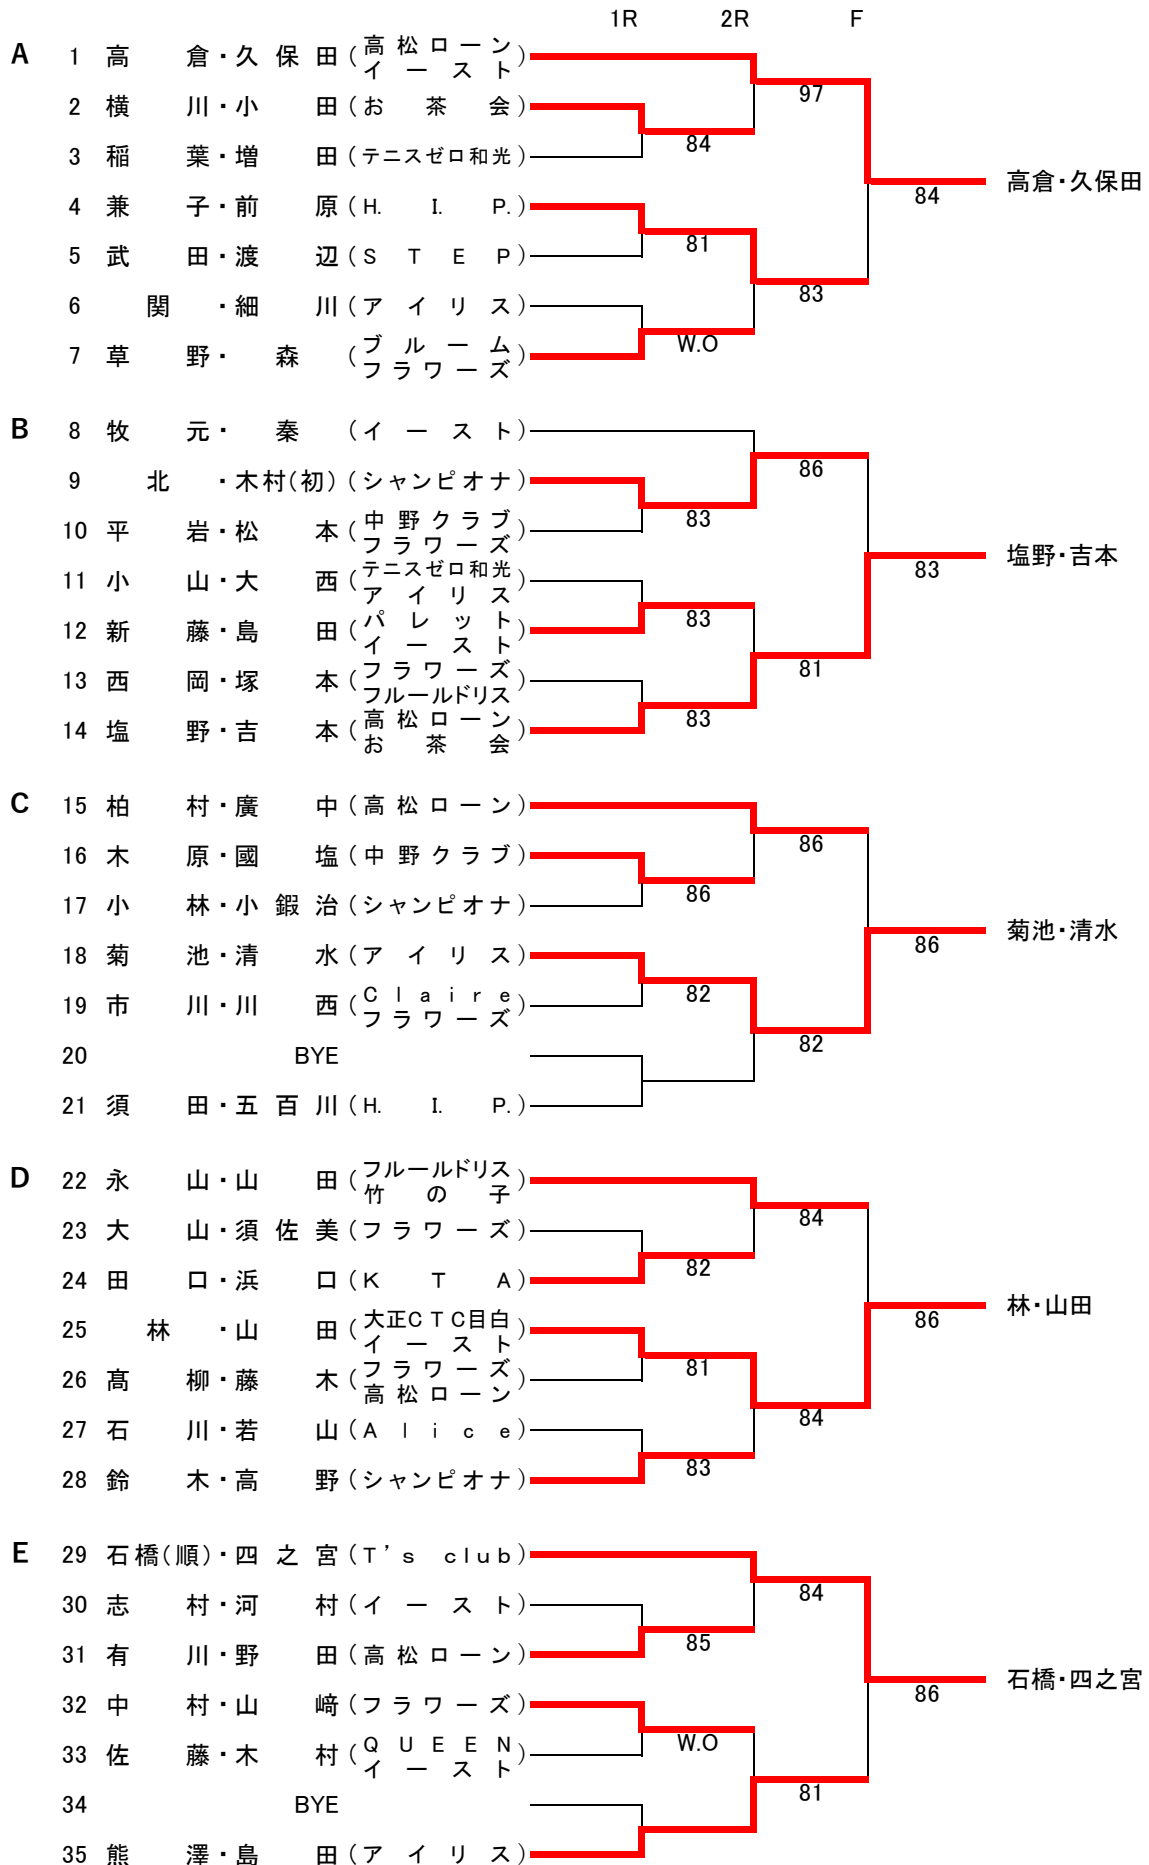 1R 2R F
A 1 高倉・久保田 (高松ローン イースト)
97
2 横川・小田 (お茶会)
84
3 稲葉・増田 (テニスゼロ和光)
84 高倉・久保田
4 兼子・前原 (H. I. P.)
81
5 武田・渡辺 (STEP)
83
6 関・細川 (アイリス)
W.O
7 草野・森 (ブルーム フラワーズ)
B 8 牧元・秦 (イースト)
86
9 北・木村(初) (シャンピオナ)
83
10 平岩・松本 (中野クラブ フラワーズ)
83 塩野・吉本
11 小山・大西 (テニスゼロ和光 アイリス)
83
12 新藤・島田 (パレット イースト)
81
13 西岡・塚本 (フラワーズ フルールドリス)
83
14 塩野・吉本 (高松ローン お茶会)
C 15 柏村・廣中 (高松ローン)
86
16 木原・國塩 (中野クラブ)
86
17 小林・小鍜治 (シャンピオナ)
86 菊池・清水
18 菊池・清水 (アイリス)
82
19 市川・川西 (Claire フラワーズ)
82
20 BYE
21 須田・五百川 (H. I. P.)
D 22 永山・山田 (フルールドリス 竹の子)
84
23 大山・須佐美 (フラワーズ)
82
24 田口・浜口 (KTA)
86 林・山田
25 林・山田 (大正CTC目白 イースト)
81
26 髙柳・藤木 (フラワーズ 高松ローン)
84
27 石川・若山 (Alice)
83
28 鈴木・高野 (シャンピオナ)
E 29 石橋(順)・四之宮 (T's club)
84
30 志村・河村 (イースト)
85
31 有川・野田 (高松ローン)
86 石橋・四之宮
32 中村・山﨑 (フラワーズ)
W.O
33 佐藤・木村 (QUEEN イースト)
81
34 BYE
35 熊澤・島田 (アイリス)